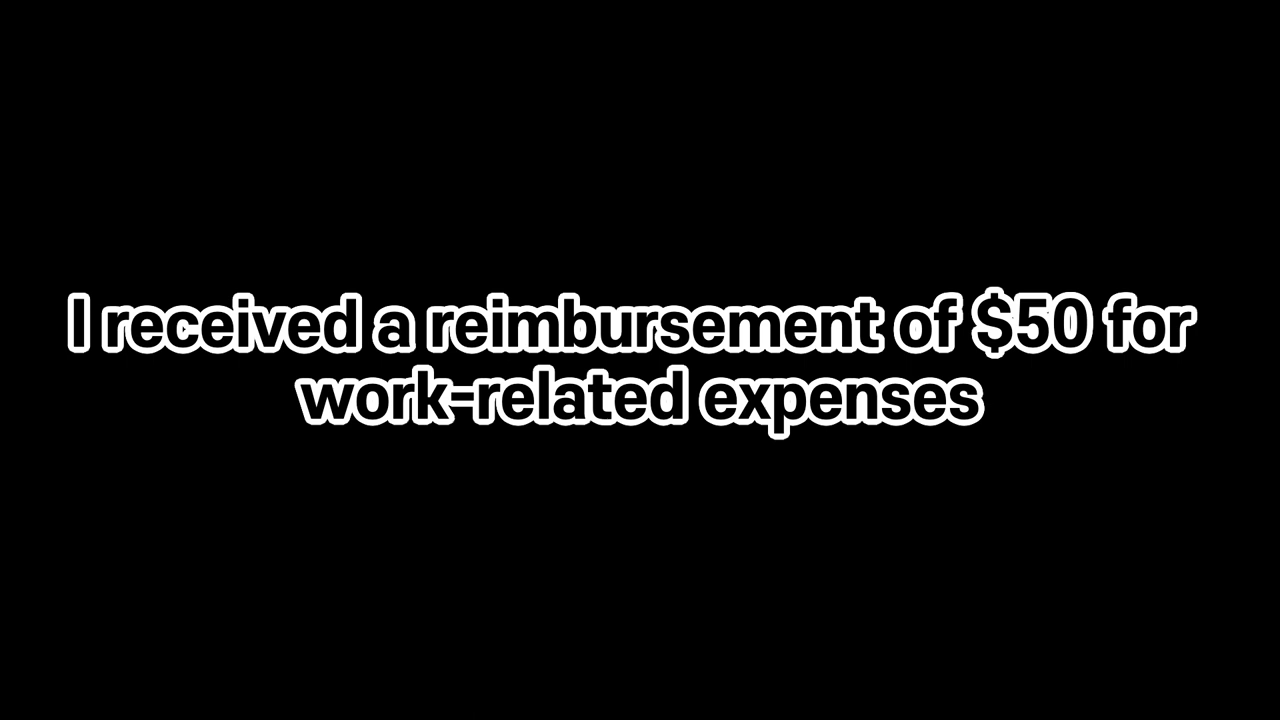 I received a reimbursement of $50 for
work-related expenses